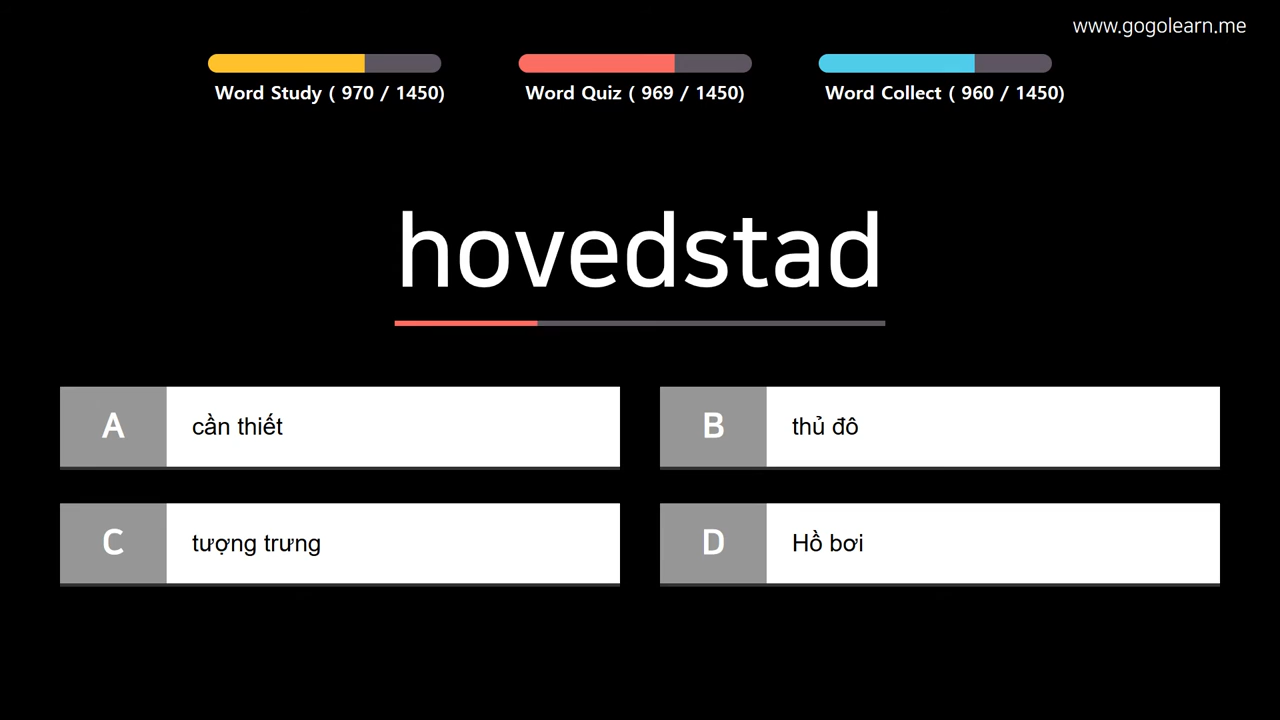 www.gogolearn.me
Word Study ( 970 / 1450)
Word Quiz ( 969 / 1450)
Word Collect ( 960 / 1450)
hovedstad
A cần thiết
B thủ đô
C tượng trưng
D Hồ bơi